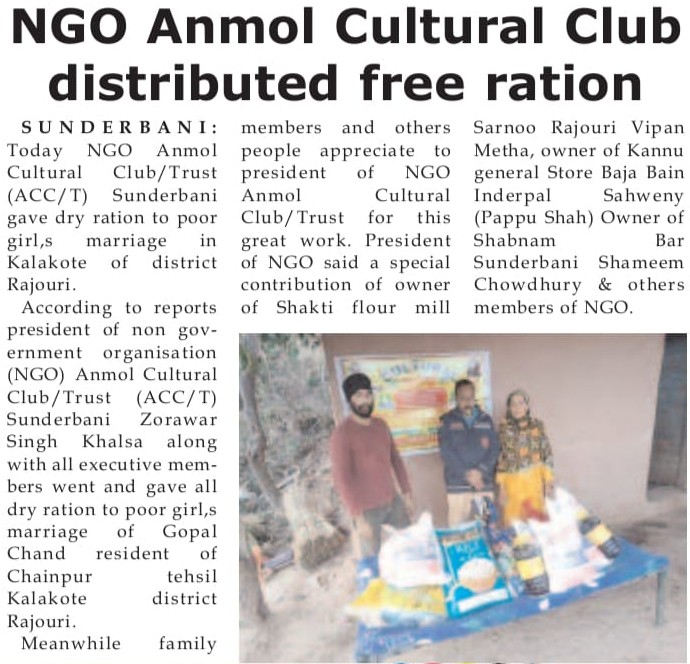 NGO Anmol Cultural Club
distributed free ration
SUNDERBANI:
Today NGO Anmol
Cultural Club/Trust
(ACC/T) Sunderbani
gave dry ration to poor
girl,s marriage in
Kalakote of district
Rajouri.
According to reports
president of non gov-
ernment organisation
(NGO) Anmol Cultural
Club/Trust (ACC/T)
Sunderbani Zorawar
Singh Khalsa along
with all executive mem-
bers went and gave all
dry ration to poor girl,s
marriage of Gopal
Chand resident of
Chainpur tehsil
Kalakote district
Rajouri.
Meanwhile family
members and others
people appreciate to
president of NGO
Anmol Cultural
Club/Trust for this
great work. President
of NGO said a special
contribution of owner
of Shakti flour mill
Sarnoo Rajouri Vipan
Metha, owner of Kannu
general Store Baja Bain
Inderpal Sahweny
(Pappu Shah) Owner of
Shabnam Bar
Sunderbani Shameem
Chowdhury & others
members of NGO.
CULTURAL
RICE